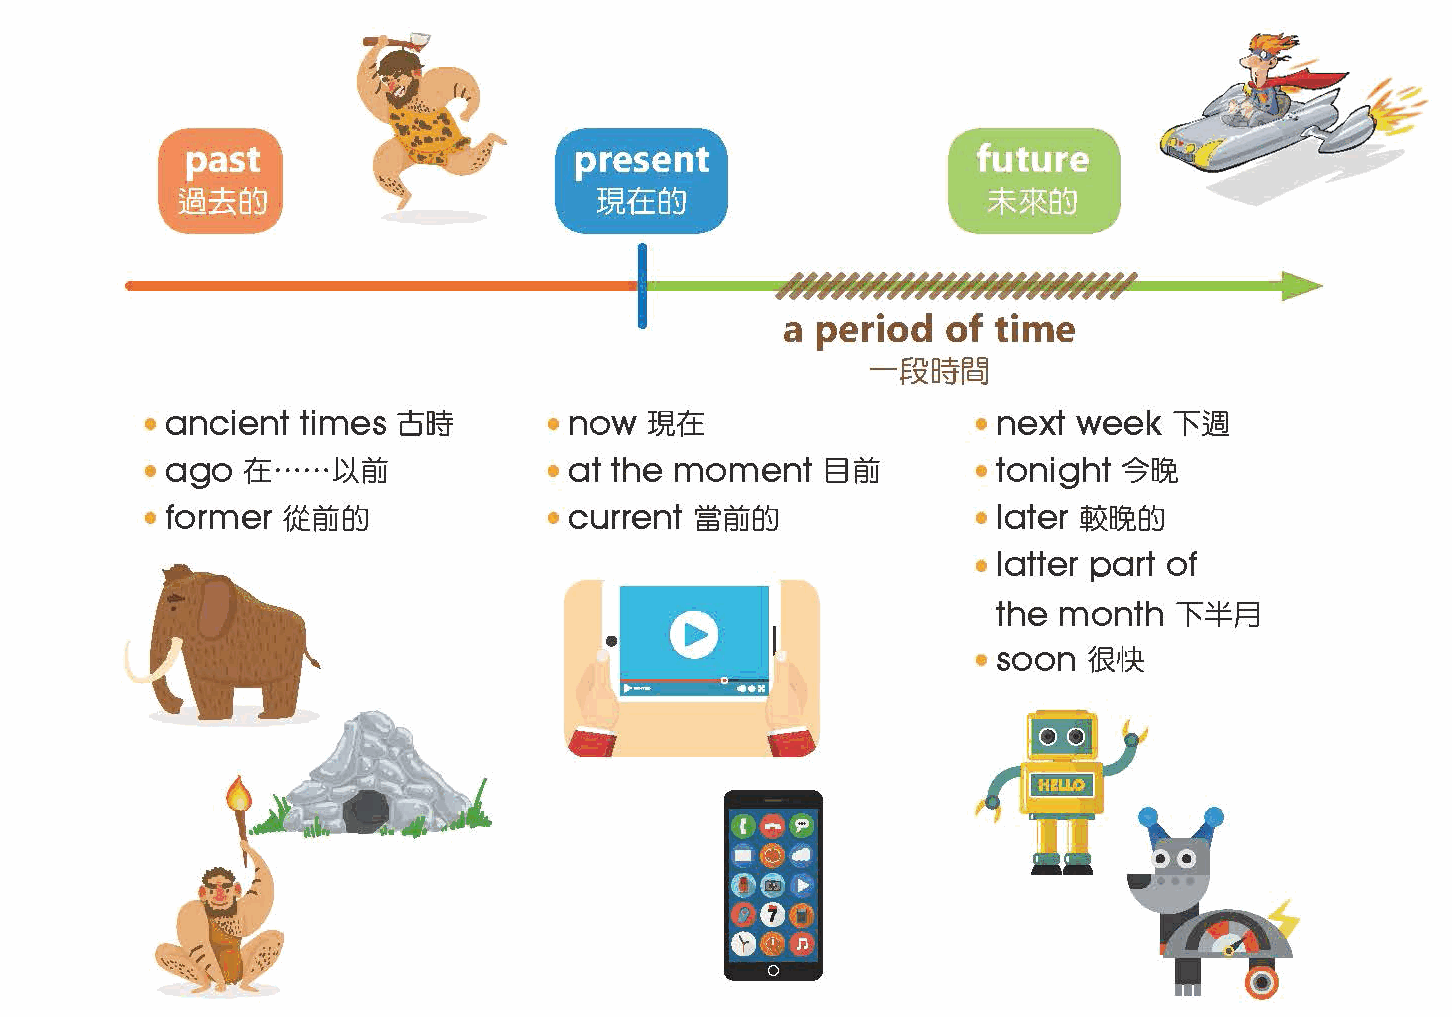 past
過去的
present
現在的
future
未來的
a period of time
一段時間
• ancient times 古時
• ago 在……以前
• former 從前的
• now 現在
• at the moment 目前
• current 當前的
• next week 下週
• tonight 今晚
• later 較晚的
• latter part of
the month 下半月
• soon 很快
HELLO
7